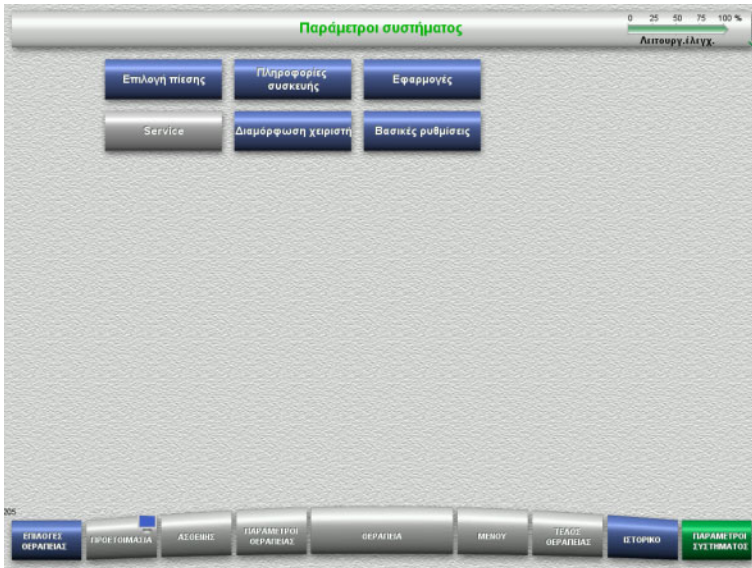 Παράμετροι συστήματος
0 25 50 75 100 %
Λειτουργ.έλεγχ.
Επιλογή πίεσης
Πληροφορίες
συσκευής
Εφαρμογές
Service
Διαμόρφωση χειριστή
Βασικές ρυθμίσεις
205
ΕΠΙΛΟΓΕΣ
ΘΕΡΑΠΕΙΑΣ
ΠΡΟΕΤΟΙΜΑΣΙΑ
ΑΣΘΕΝΗΣ
ΠΑΡΑΜΕΤΡΟΙ
ΘΕΡΑΠΕΙΑΣ
ΘΕΡΑΠΕΙΑ
ΜΕΝΟΥ
ΤΕΛΟΣ
ΘΕΡΑΠΕΙΑΣ
ΙΣΤΟΡΙΚΟ
ΠΑΡΑΜΕΤΡΟΙ
ΣΥΣΤΗΜΑΤΟΣ